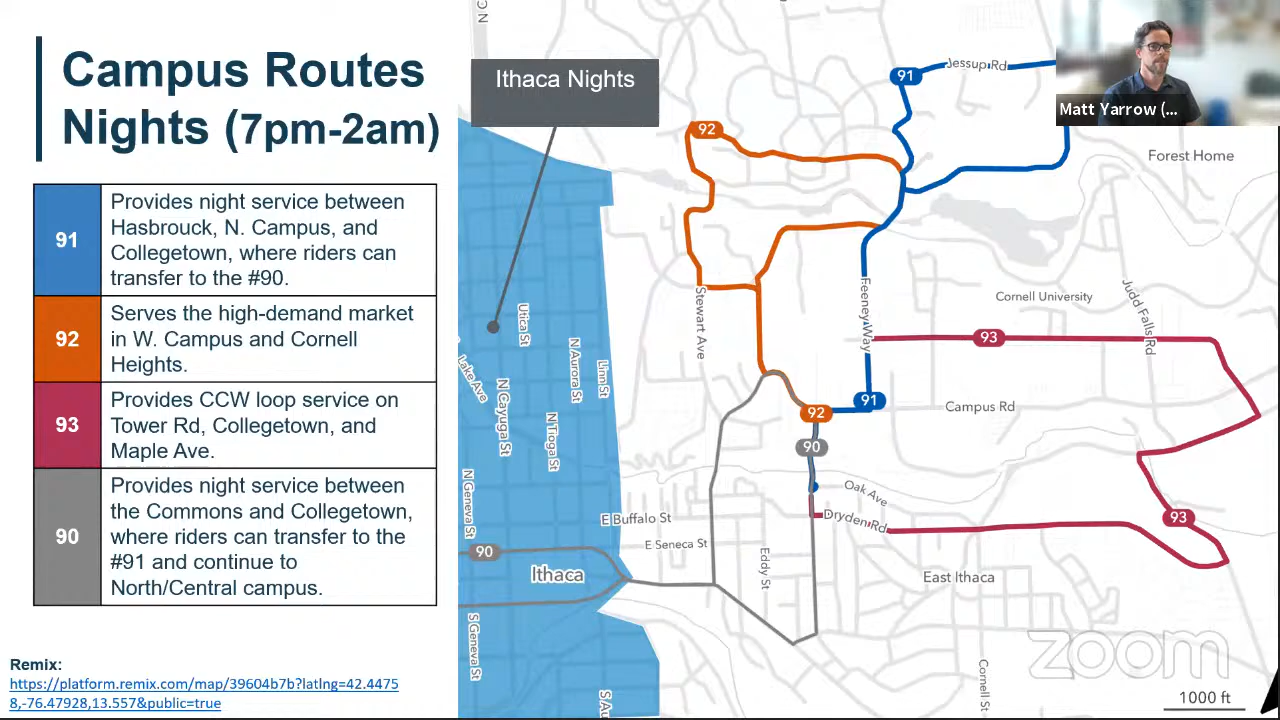 Campus Routes
Nights (7pm-2am)
91
Provides night service between
Hasbrouck, N. Campus, and
Collegetown, where riders can
transfer to the #90.
92
Serves the high-demand market
in W. Campus and Cornell
Heights.
93
Provides CCW loop service on
Tower Rd, Collegetown, and
Maple Ave.
90
Provides night service between
the Commons and Collegetown,
where riders can transfer to the
#91 and continue to
North/Central campus.
Remix:
https://platform.remix.com/map/39604b7b?latlng=42.4475
8,-76.47928,13.557&public=true
Ithaca Nights
Matt Yarrow (...
91
Jessup Rd
92
Forest Home
Cornell University
Judd Falls Rd
Feeney Way
Stewart Ave
Utica St
N Aurora St
Linn St
Lake Ave
N Cayuga St
N Tioga St
93
91
92
Campus Rd
90
N Geneva St
Oak Ave
E Buffalo St
Dryden Rd
93
E Seneca St
90
Ithaca
Eddy St
East Ithaca
S Geneva St
Cornell St
S Au
zoom
1000 ft